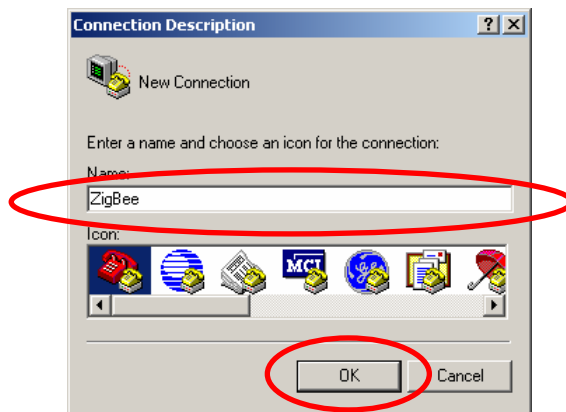 Connection Description
New Connection
Enter a name and choose an icon for the connection:
Name:
ZigBee
Icon:
MCI
OK Cancel